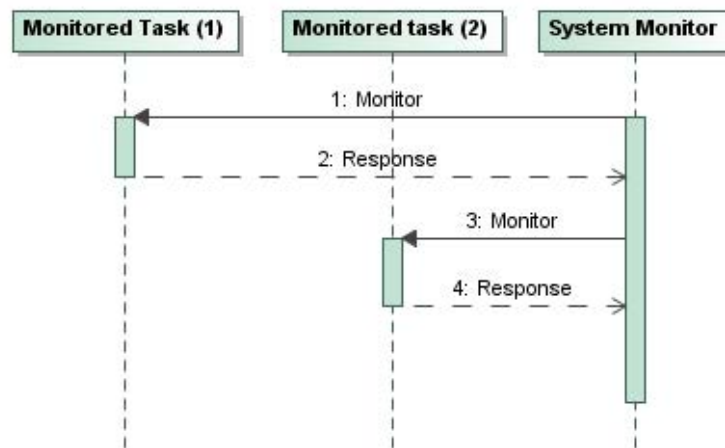 Monitored Task (1)
Monitored task (2)
System Monitor
1: Monitor
2: Response
3: Monitor
4: Response